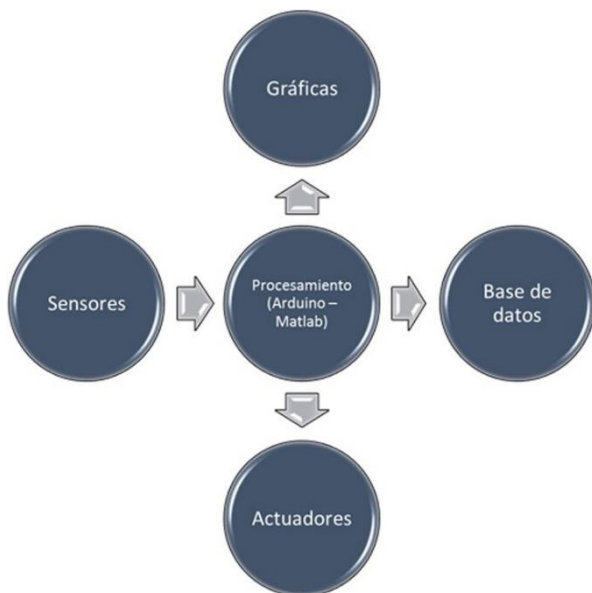 Gráficas
Sensores
Procesamiento
(Arduino –
Matlab)
Base de
datos
Actuadores